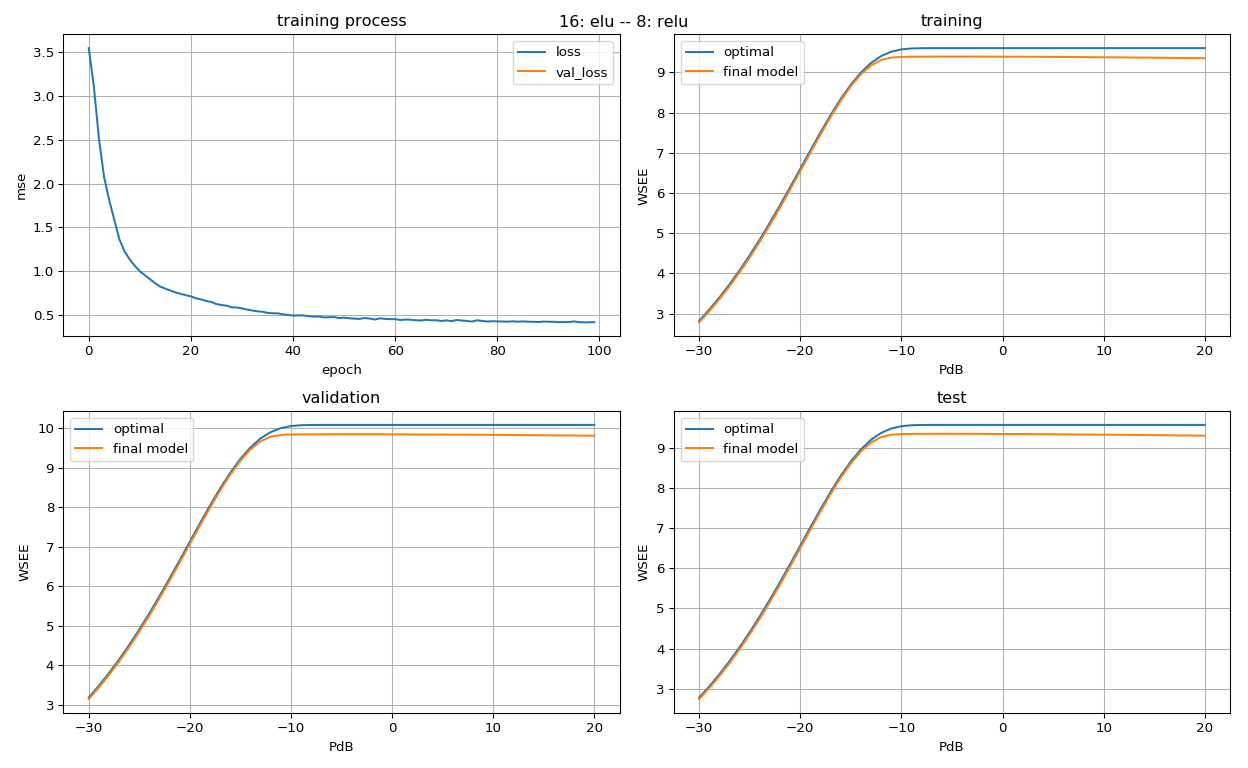 16: elu -- 8: relu
training process
loss
val_loss
3.5
3.0
2.5
2.0
1.5
1.0
0.5
mse
0
20
40
60
80
100
epoch
training
optimal
final model
9
8
7
6
5
4
3
WSEE
−30
−20
−10
0
10
20
PdB
validation
optimal
final model
10
9
8
7
6
5
4
3
WSEE
−30
−20
−10
0
10
20
PdB
test
optimal
final model
9
8
7
6
5
4
3
WSEE
−30
−20
−10
0
10
20
PdB